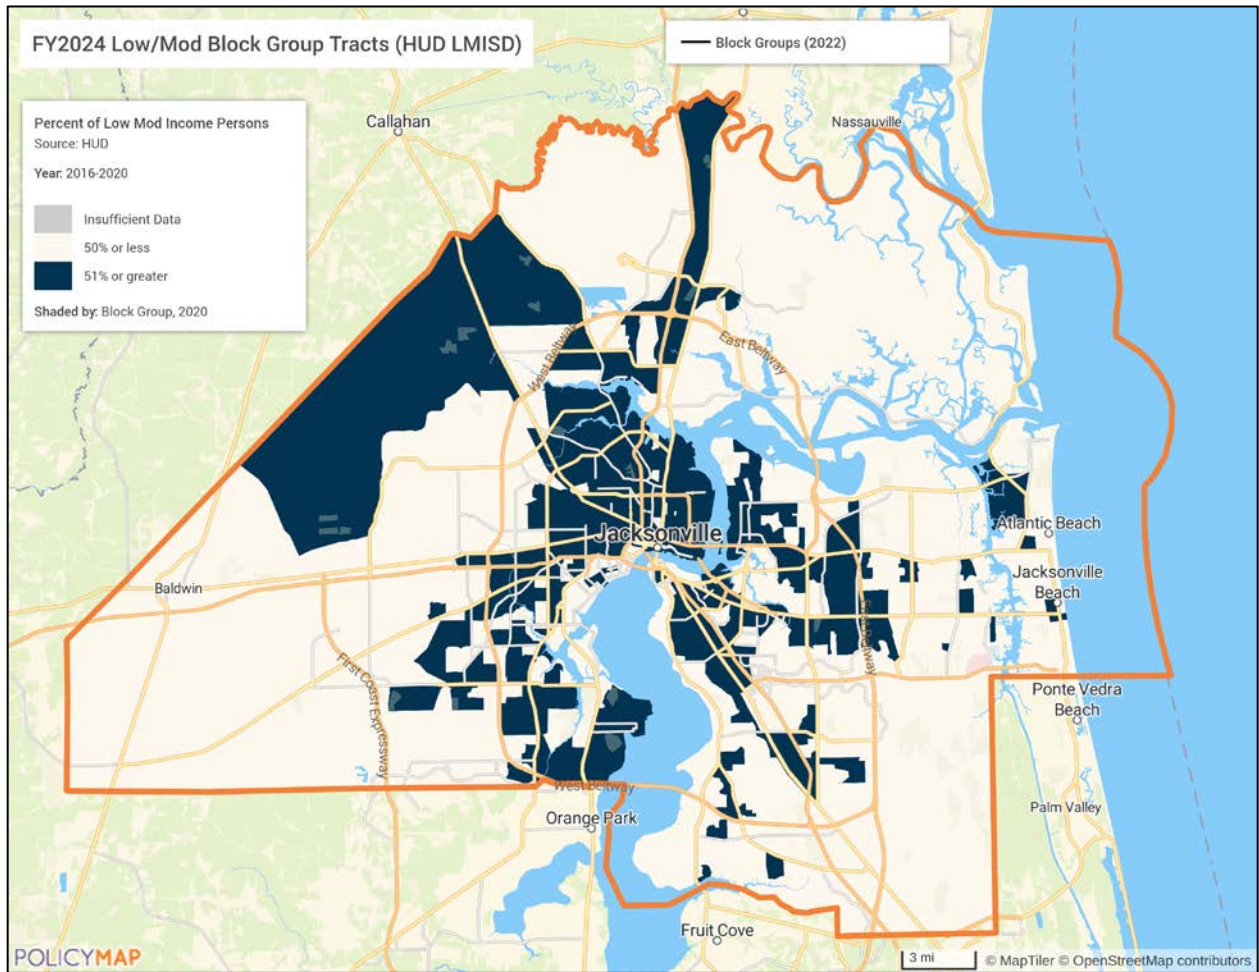 FY2024 Low/Mod Block Group Tracts (HUD LMISD)
Block Groups (2022)
Percent of Low Mod Income Persons
Source: HUD
Year: 2016-2020
Insufficient Data
50% or less
51% or greater
Shaded by: Block Group, 2020
Callahan
Nassauville
West Beltway
East Beltway
Jacksonville
Atlantic Beach
Jacksonville
Beach
Baldwin
First Coast Expressway
East Beltway
Ponte Vedra
Beach
West Beltway
Orange Park
Palm Valley
Fruit Cove
POLICYMAP
3 mi
© MapTiler © OpenStreetMap contributors